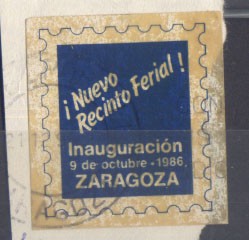 ¡Nuevo
Recinto Ferial!
Inauguración
9 de octubre - 1986,
ZARAGOZA